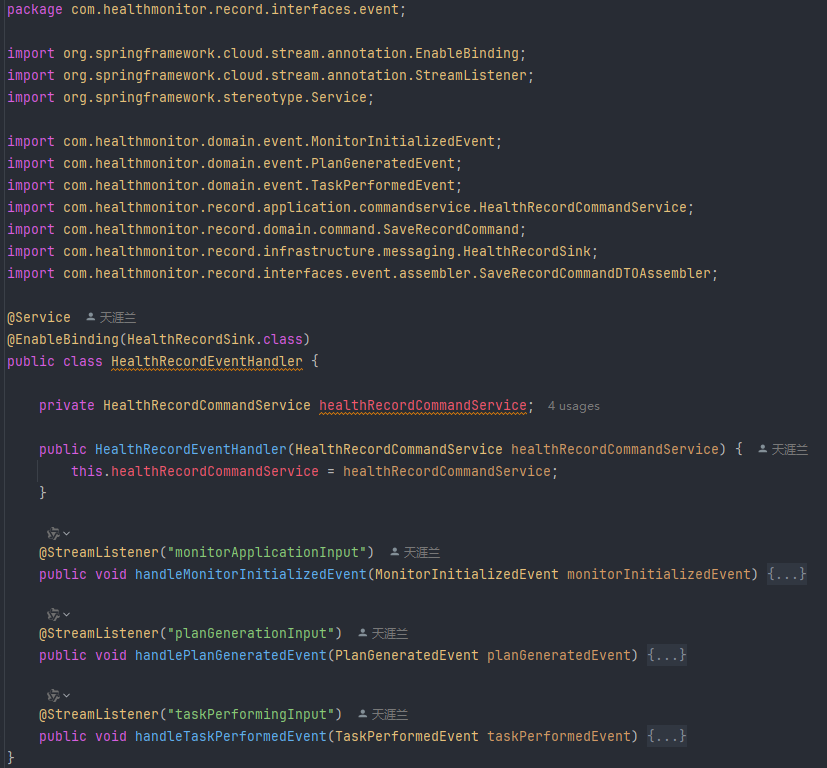 package com.healthmonitor.record.interfaces.event;
import org.springframework.cloud.stream.annotation.EnableBinding;
import org.springframework.cloud.stream.annotation.StreamListener;
import org.springframework.stereotype.Service;
import com.healthmonitor.domain.event.MonitorInitializedEvent;
import com.healthmonitor.domain.event.PlanGeneratedEvent;
import com.healthmonitor.domain.event.TaskPerformedEvent;
import com.healthmonitor.record.application.commandservice.HealthRecordCommandService;
import com.healthmonitor.record.domain.command.SaveRecordCommand;
import com.healthmonitor.record.infrastructure.messaging.HealthRecordSink;
import com.healthmonitor.record.interfaces.event.assembler.SaveRecordCommandDTOAssembler;
@Service 天涯兰
@EnableBinding(HealthRecordSink.class)
public class HealthRecordEventHandler {
private HealthRecordCommandService healthRecordCommandService; 4 usages
public HealthRecordEventHandler(HealthRecordCommandService healthRecordCommandService) { 天涯兰
this.healthRecordCommandService = healthRecordCommandService;
}
@StreamListener("monitorApplicationInput") 天涯兰
public void handleMonitorInitializedEvent(MonitorInitializedEvent monitorInitializedEvent) {...}
@StreamListener("planGenerationInput") 天涯兰
public void handlePlanGeneratedEvent(PlanGeneratedEvent planGeneratedEvent) {...}
@StreamListener("taskPerformingInput") 天涯兰
public void handleTaskPerformedEvent(TaskPerformedEvent taskPerformedEvent) {...}
}